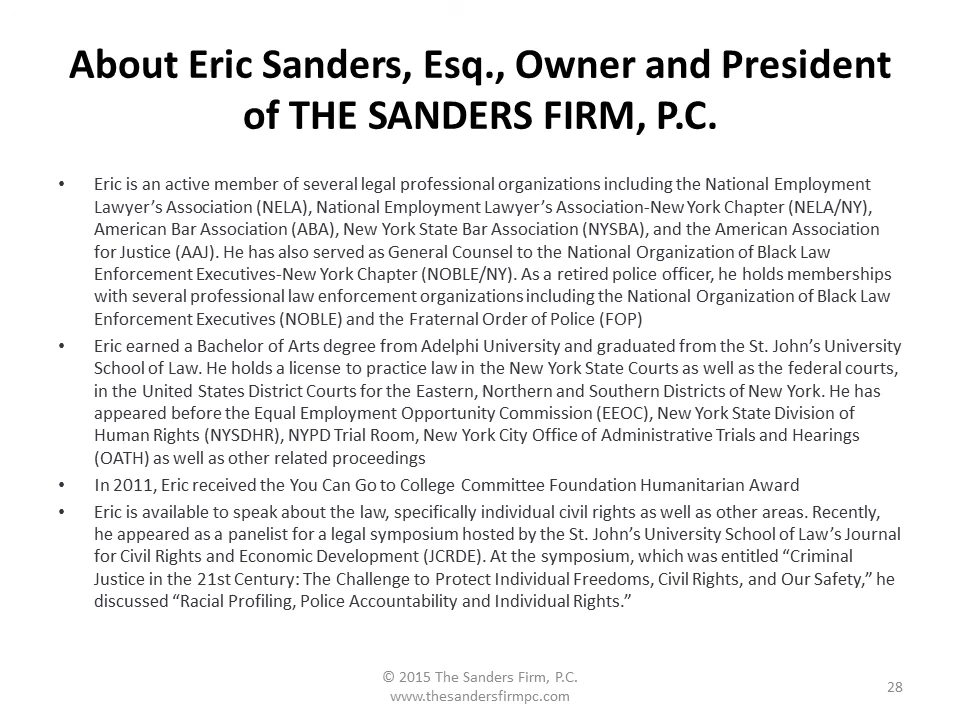 About Eric Sanders, Esq., Owner and President
of THE SANDERS FIRM, P.C.
• Eric is an active member of several legal professional organizations including the National Employment
Lawyer’s Association (NELA), National Employment Lawyer’s Association-New York Chapter (NELA/NY),
American Bar Association (ABA), New York State Bar Association (NYSBA), and the American Association
for Justice (AAJ). He has also served as General Counsel to the National Organization of Black Law
Enforcement Executives-New York Chapter (NOBLE/NY). As a retired police officer, he holds memberships
with several professional law enforcement organizations including the National Organization of Black Law
Enforcement Executives (NOBLE) and the Fraternal Order of Police (FOP)
• Eric earned a Bachelor of Arts degree from Adelphi University and graduated from the St. John’s University
School of Law. He holds a license to practice law in the New York State Courts as well as the federal courts,
in the United States District Courts for the Eastern, Northern and Southern Districts of New York. He has
appeared before the Equal Employment Opportunity Commission (EEOC), New York State Division of
Human Rights (NYSDHR), NYPD Trial Room, New York City Office of Administrative Trials and Hearings
(OATH) as well as other related proceedings
• In 2011, Eric received the You Can Go to College Committee Foundation Humanitarian Award
• Eric is available to speak about the law, specifically individual civil rights as well as other areas. Recently,
he appeared as a panelist for a legal symposium hosted by the St. John’s University School of Law’s Journal
for Civil Rights and Economic Development (JCRDE). At the symposium, which was entitled “Criminal
Justice in the 21st Century: The Challenge to Protect Individual Freedoms, Civil Rights, and Our Safety,” he
discussed “Racial Profiling, Police Accountability and Individual Rights.”
© 2015 The Sanders Firm, P.C.
www.thesandersfirmpc.com
28